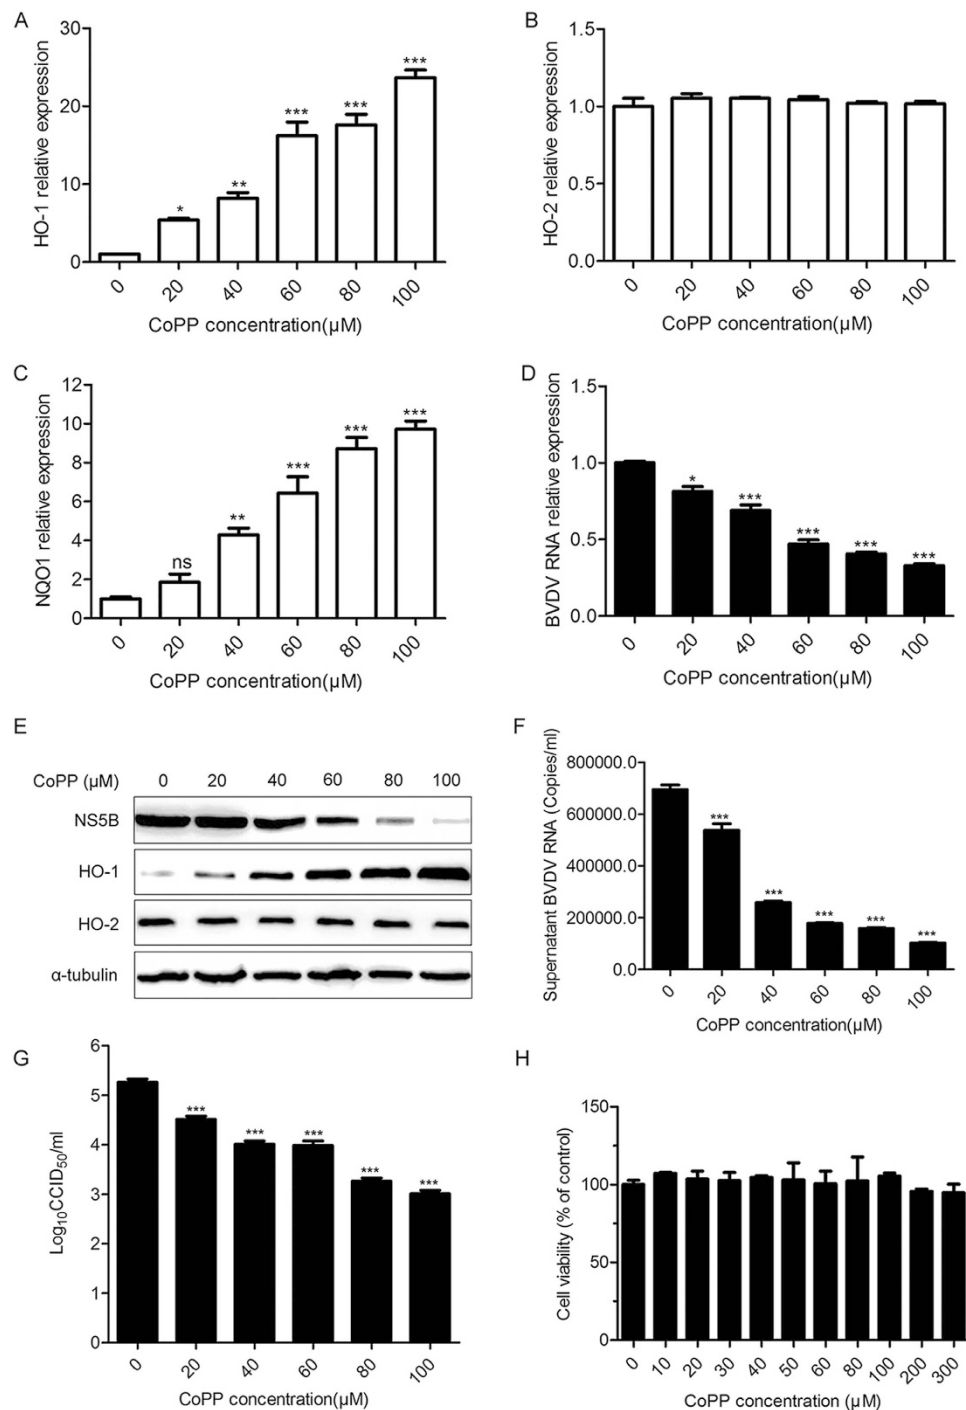 A
HO-1 relative expression
30
20
10
0
* ** *** *** ***
0 20 40 60 80 100
CoPP concentration(μM)
B
HO-2 relative expression
1.5
1.0
0.5
0.0
0 20 40 60 80 100
CoPP concentration(μM)
C
NQO1 relative expression
12
10
8
6
4
2
0
ns ** *** *** ***
0 20 40 60 80 100
CoPP concentration(μM)
D
BVDV RNA relative expression
1.5
1.0
0.5
0.0
* *** *** *** ***
0 20 40 60 80 100
CoPP concentration(μM)
E
CoPP (μM) 0 20 40 60 80 100
NS5B
HO-1
HO-2
α-tubulin
F
Supernatant BVDV RNA (Copies/ml)
800000.0
600000.0
400000.0
200000.0
0.0
*** *** *** *** ***
0 20 40 60 80 100
CoPP concentration(μM)
G
Log₁₀CCID₅₀/ml
6
5
4
3
2
1
0
*** *** *** *** ***
0 20 40 60 80 100
CoPP concentration(μM)
H
Cell viability (% of control)
150
100
50
0
0 10 20 30 40 50 60 80 100 200 300
CoPP concentration (μM)